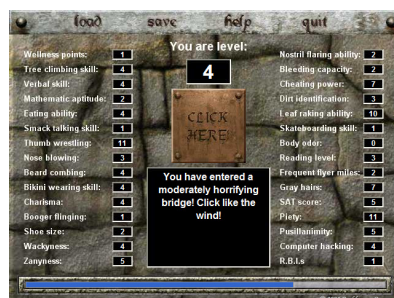 load save help quit
You are level:
4
CLICK
HERE!
You have entered a
moderately horrifying
bridge! Click like the
wind!
Wellness points: 1
Tree climbing skill: 4
Verbal skill: 4
Mathematic aptitude: 2
Eating ability: 4
Smack talking skill: 1
Thumb wrestling: 11
Nose blowing: 3
Beard combing: 4
Bikini wearing skill: 4
Charisma: 4
Booger flinging: 1
Shoe size: 2
Wackyness: 4
Zanyness: 5
Nostril flaring ability: 2
Bleeding capacity: 2
Cheating power: 7
Dirt identification: 3
Leaf raking ability: 10
Skateboarding skill: 1
Body odor: 0
Reading level: 3
Frequent flyer miles: 2
Gray hairs: 7
SAT score: 5
Piety: 11
Pusillanimity: 5
Computer hacking: 4
R.B.I.s 1